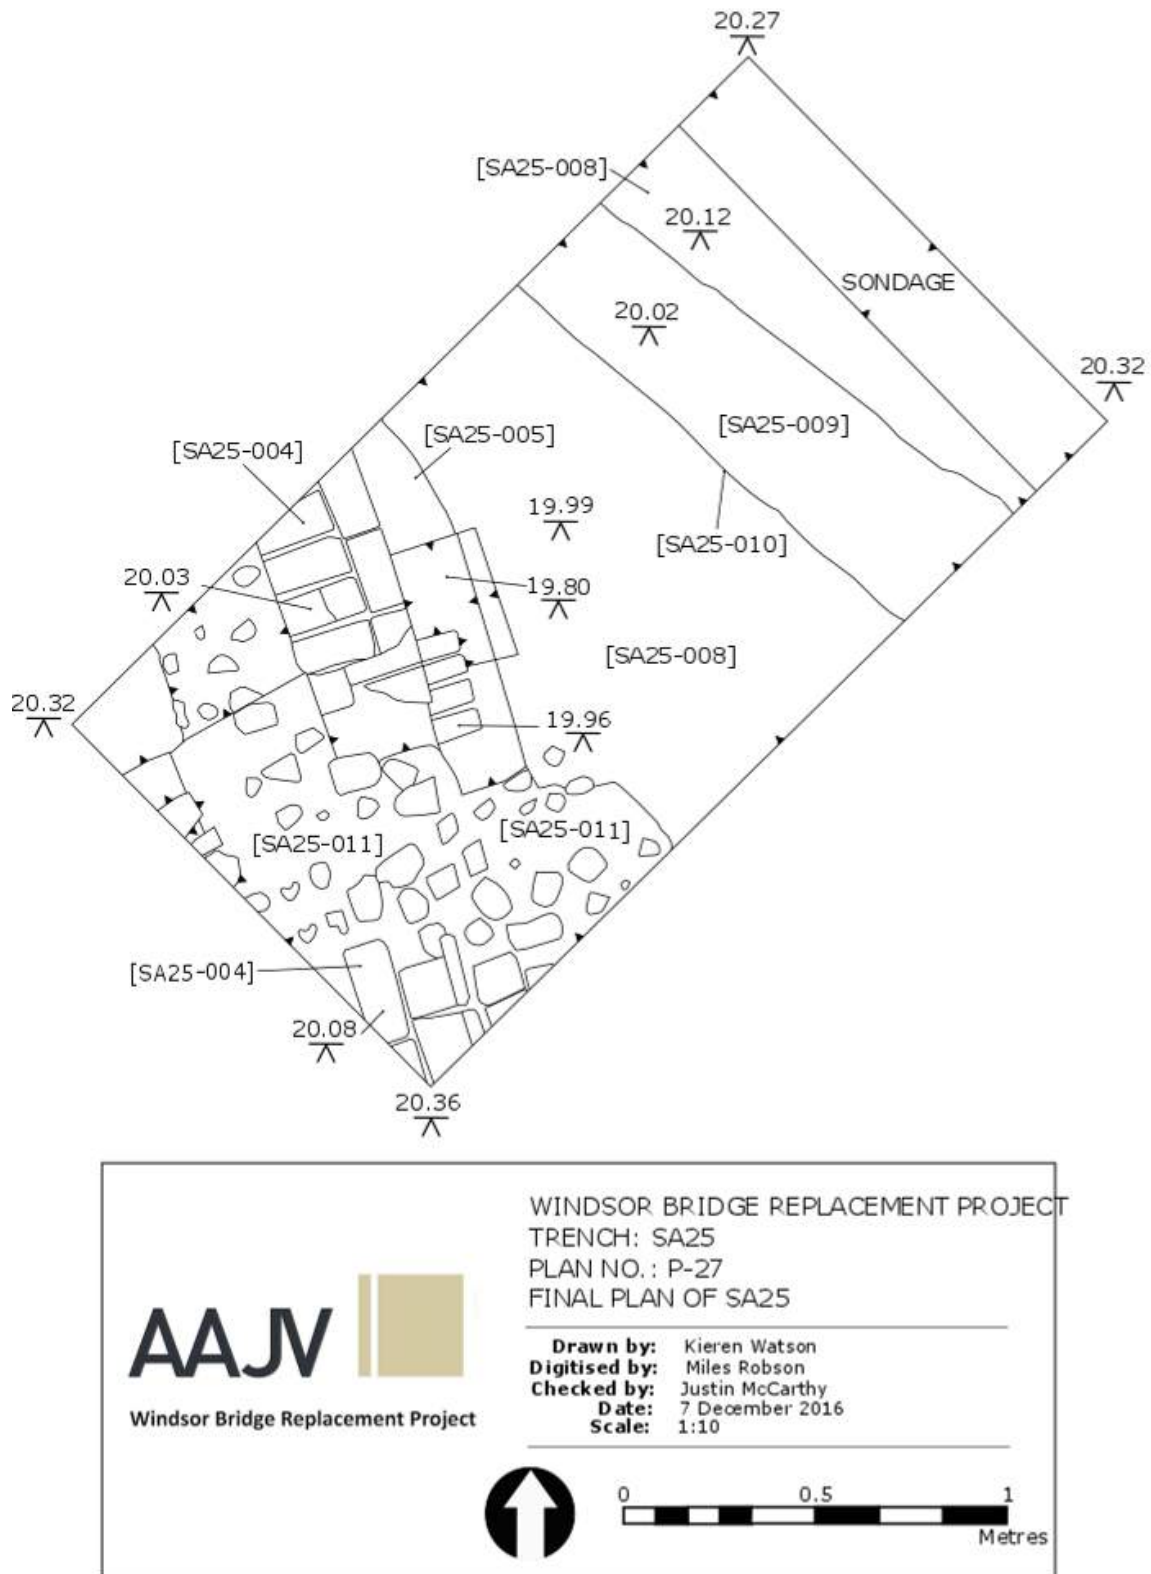 20.27
[SA25-008]
20.12
SONDAGE
20.02
20.32
[SA25-009]
[SA25-005]
[SA25-004]
19.99
[SA25-010]
20.03
19.80
[SA25-008]
20.32
19.96
[SA25-011]
[SA25-011]
[SA25-004]
20.08
20.36
WINDSOR BRIDGE REPLACEMENT PROJECT
TRENCH: SA25
PLAN NO.: P-27
FINAL PLAN OF SA25
AAJV
Windsor Bridge Replacement Project
Drawn by: Kieren Watson
Digitised by: Miles Robson
Checked by: Justin McCarthy
Date: 7 December 2016
Scale: 1:10
0 0.5 1
Metres